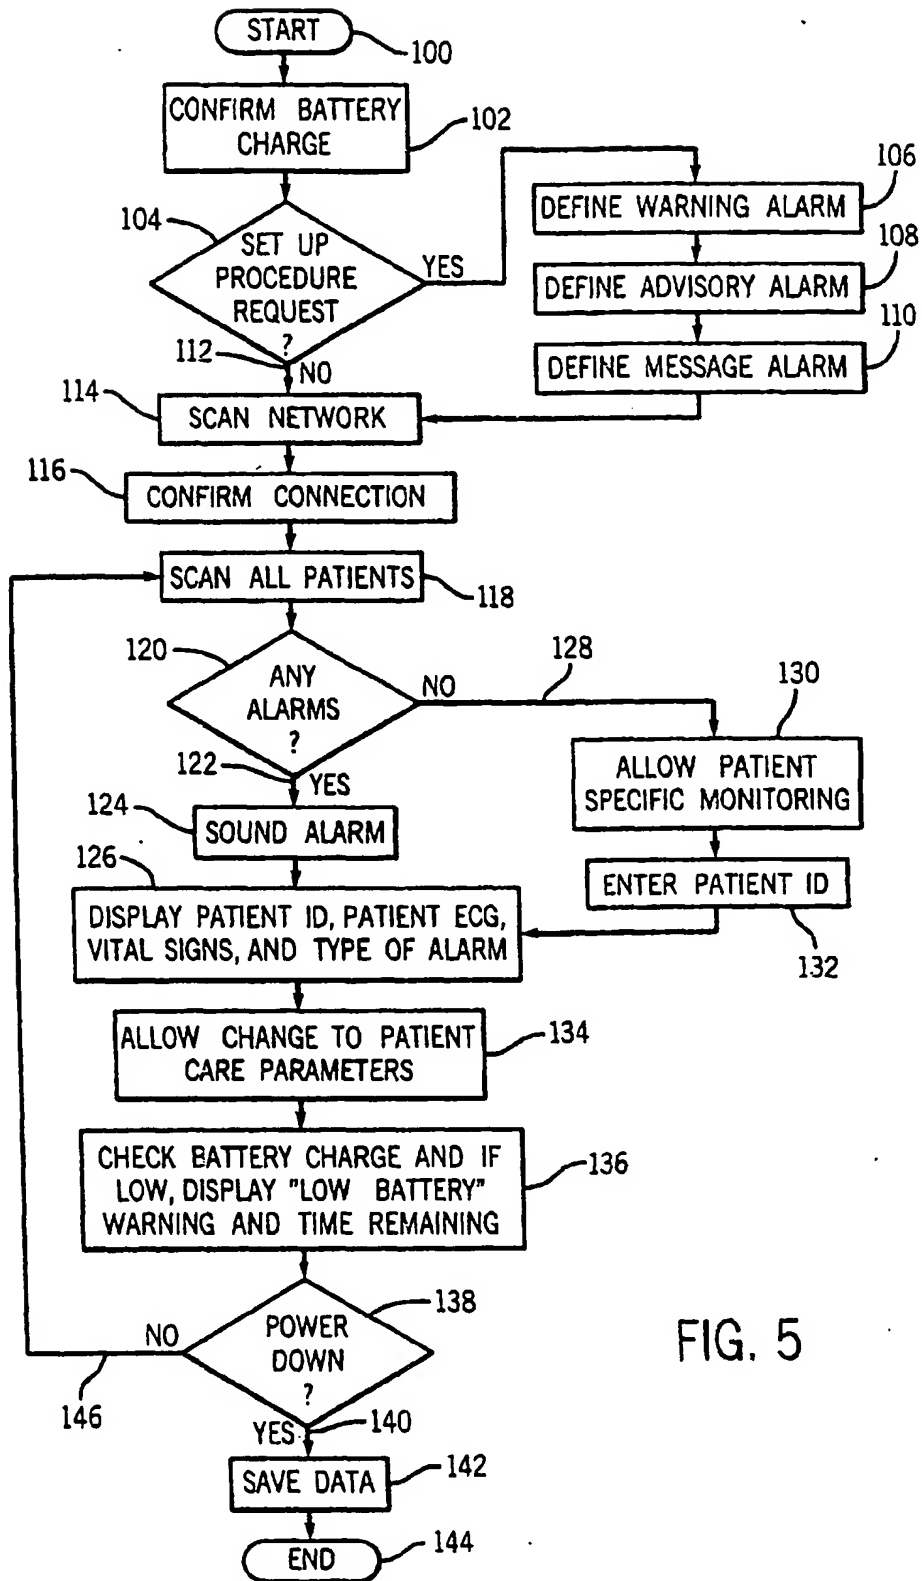 START
100
CONFIRM BATTERY
CHARGE
102
104
SET UP
PROCEDURE
REQUEST
?
YES
106
DEFINE WARNING ALARM
108
DEFINE ADVISORY ALARM
110
DEFINE MESSAGE ALARM
112
NO
114
SCAN NETWORK
116
CONFIRM CONNECTION
SCAN ALL PATIENTS
118
120
ANY
ALARMS
?
NO
128
130
ALLOW PATIENT
SPECIFIC MONITORING
122
YES
124
SOUND ALARM
ENTER PATIENT ID
132
126
DISPLAY PATIENT ID, PATIENT ECG,
VITAL SIGNS, AND TYPE OF ALARM
ALLOW CHANGE TO PATIENT
CARE PARAMETERS
134
CHECK BATTERY CHARGE AND IF
LOW, DISPLAY "LOW BATTERY"
WARNING AND TIME REMAINING
136
138
POWER
DOWN
?
NO
146
YES
140
SAVE DATA
142
END
144
FIG. 5